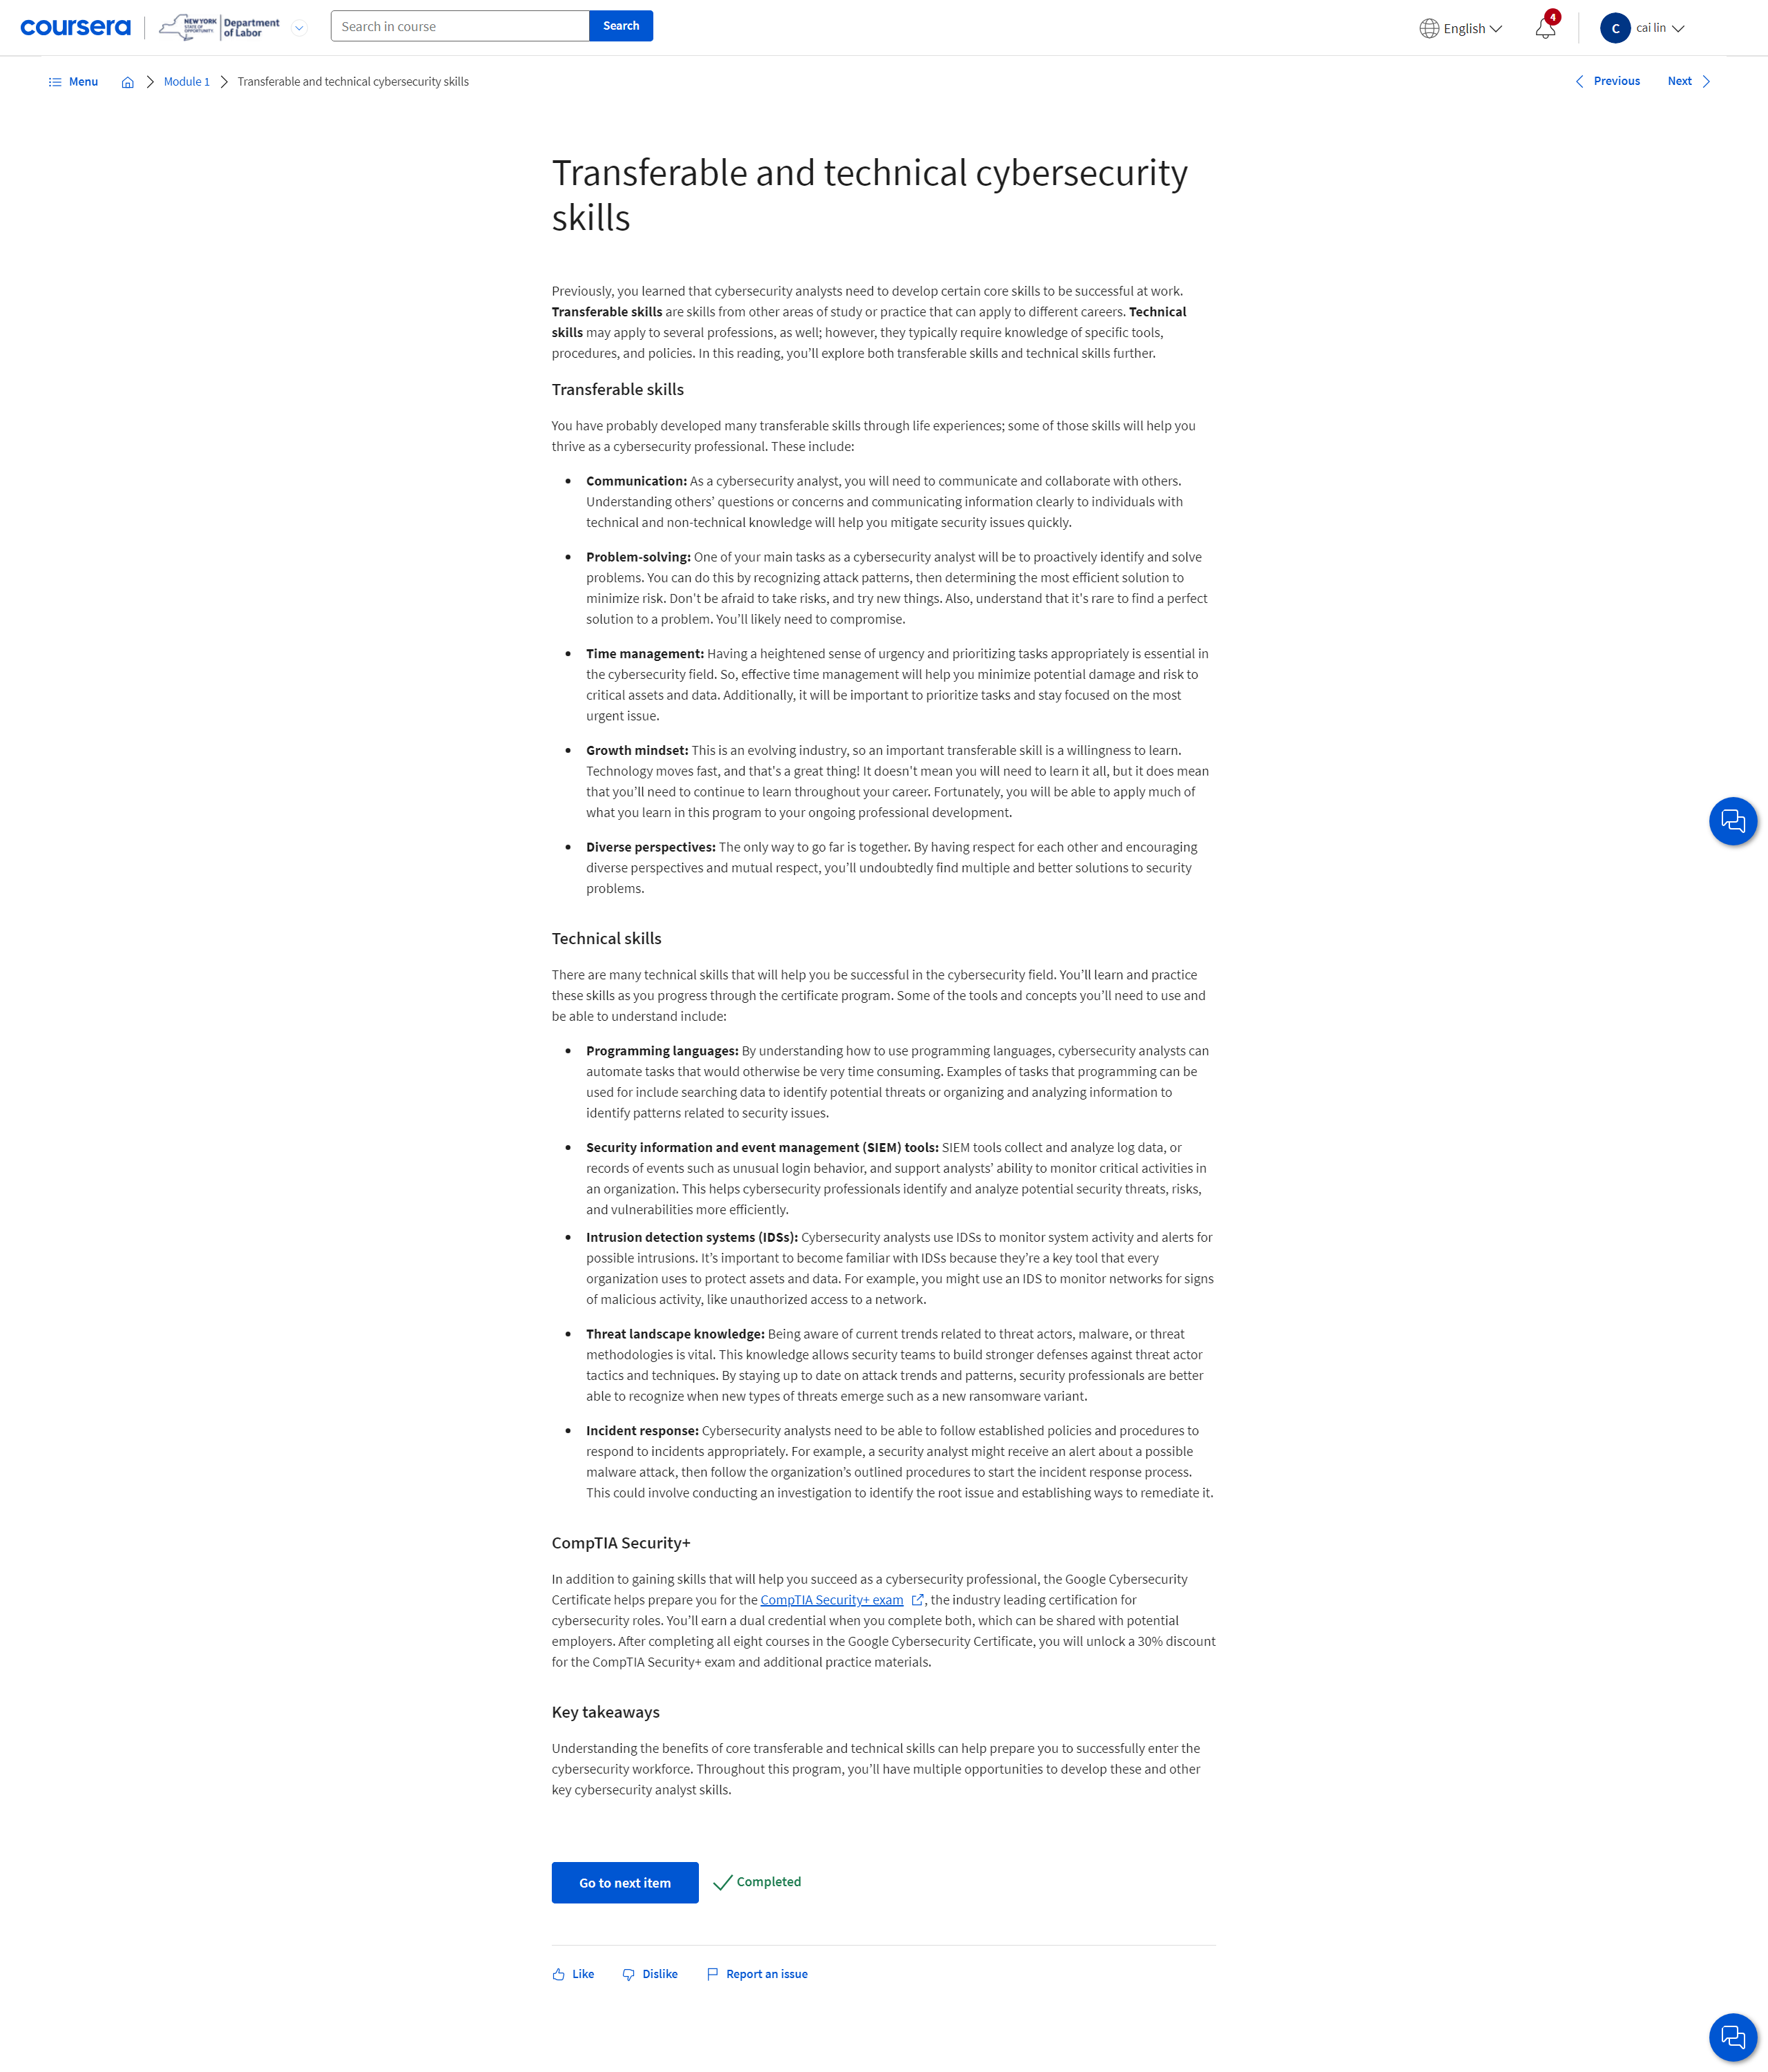 coursera
NEW YORK
STATE OF
OPPORTUNITY.
Department
of Labor
Search in course
Search
English
4
C
cai lin
Menu
Module 1
Transferable and technical cybersecurity skills
Previous
Next
Transferable and technical cybersecurity
skills
Previously, you learned that cybersecurity analysts need to develop certain core skills to be successful at work.
Transferable skills are skills from other areas of study or practice that can apply to different careers. Technical
skills may apply to several professions, as well; however, they typically require knowledge of specific tools,
procedures, and policies. In this reading, you’ll explore both transferable skills and technical skills further.
Transferable skills
You have probably developed many transferable skills through life experiences; some of those skills will help you
thrive as a cybersecurity professional. These include:
• Communication: As a cybersecurity analyst, you will need to communicate and collaborate with others.
Understanding others’ questions or concerns and communicating information clearly to individuals with
technical and non-technical knowledge will help you mitigate security issues quickly.
• Problem-solving: One of your main tasks as a cybersecurity analyst will be to proactively identify and solve
problems. You can do this by recognizing attack patterns, then determining the most efficient solution to
minimize risk. Don't be afraid to take risks, and try new things. Also, understand that it's rare to find a perfect
solution to a problem. You’ll likely need to compromise.
• Time management: Having a heightened sense of urgency and prioritizing tasks appropriately is essential in
the cybersecurity field. So, effective time management will help you minimize potential damage and risk to
critical assets and data. Additionally, it will be important to prioritize tasks and stay focused on the most
urgent issue.
• Growth mindset: This is an evolving industry, so an important transferable skill is a willingness to learn.
Technology moves fast, and that's a great thing! It doesn't mean you will need to learn it all, but it does mean
that you’ll need to continue to learn throughout your career. Fortunately, you will be able to apply much of
what you learn in this program to your ongoing professional development.
• Diverse perspectives: The only way to go far is together. By having respect for each other and encouraging
diverse perspectives and mutual respect, you’ll undoubtedly find multiple and better solutions to security
problems.
Technical skills
There are many technical skills that will help you be successful in the cybersecurity field. You’ll learn and practice
these skills as you progress through the certificate program. Some of the tools and concepts you’ll need to use and
be able to understand include:
• Programming languages: By understanding how to use programming languages, cybersecurity analysts can
automate tasks that would otherwise be very time consuming. Examples of tasks that programming can be
used for include searching data to identify potential threats or organizing and analyzing information to
identify patterns related to security issues.
• Security information and event management (SIEM) tools: SIEM tools collect and analyze log data, or
records of events such as unusual login behavior, and support analysts’ ability to monitor critical activities in
an organization. This helps cybersecurity professionals identify and analyze potential security threats, risks,
and vulnerabilities more efficiently.
• Intrusion detection systems (IDSs): Cybersecurity analysts use IDSs to monitor system activity and alerts for
possible intrusions. It’s important to become familiar with IDSs because they’re a key tool that every
organization uses to protect assets and data. For example, you might use an IDS to monitor networks for signs
of malicious activity, like unauthorized access to a network.
• Threat landscape knowledge: Being aware of current trends related to threat actors, malware, or threat
methodologies is vital. This knowledge allows security teams to build stronger defenses against threat actor
tactics and techniques. By staying up to date on attack trends and patterns, security professionals are better
able to recognize when new types of threats emerge such as a new ransomware variant.
• Incident response: Cybersecurity analysts need to be able to follow established policies and procedures to
respond to incidents appropriately. For example, a security analyst might receive an alert about a possible
malware attack, then follow the organization’s outlined procedures to start the incident response process.
This could involve conducting an investigation to identify the root issue and establishing ways to remediate it.
CompTIA Security+
In addition to gaining skills that will help you succeed as a cybersecurity professional, the Google Cybersecurity
Certificate helps prepare you for the CompTIA Security+ exam , the industry leading certification for
cybersecurity roles. You’ll earn a dual credential when you complete both, which can be shared with potential
employers. After completing all eight courses in the Google Cybersecurity Certificate, you will unlock a 30% discount
for the CompTIA Security+ exam and additional practice materials.
Key takeaways
Understanding the benefits of core transferable and technical skills can help prepare you to successfully enter the
cybersecurity workforce. Throughout this program, you’ll have multiple opportunities to develop these and other
key cybersecurity analyst skills.
Go to next item
Completed
Like
Dislike
Report an issue